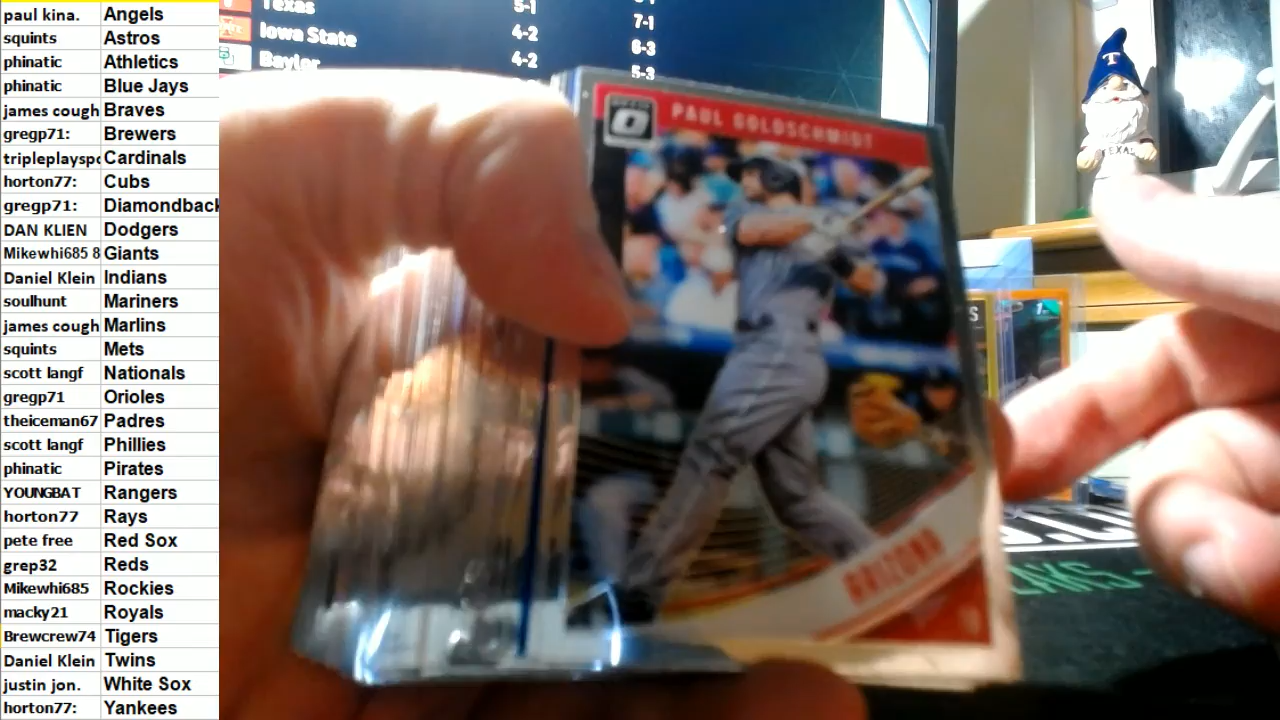 paul kina. Angels
squints Astros
phinatic Athletics
phinatic Blue Jays
james cough Braves
gregp71: Brewers
tripleplayspo Cardinals
horton77: Cubs
gregp71: Diamondback
DAN KLIEN Dodgers
Mikewhi685 8 Giants
Daniel Klein Indians
soulhunt Mariners
james cough Marlins
squints Mets
scott langf Nationals
gregp71 Orioles
theiceman67 Padres
scott langf Phillies
phinatic Pirates
YOUNGBAT Rangers
horton77 Rays
pete free Red Sox
grep32 Reds
Mikewhi685 Rockies
macky21 Royals
Brewcrew74 Tigers
Daniel Klein Twins
justin jon. White Sox
horton77: Yankees
Texas 5-1
Iowa State 4-2 7-1
Baylor 4-2 6-3
5-3
PAUL GOLDSCHMIDT
ARIZONA
T
TEXAS